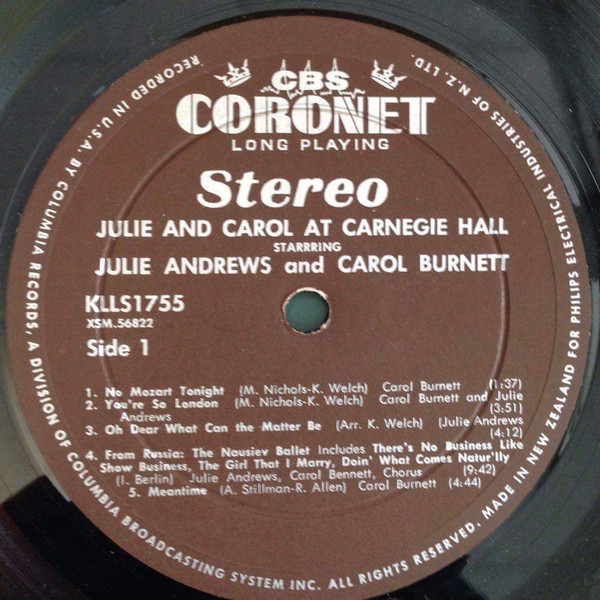 CBS
CORONET
LONG PLAYING
Stereo
JULIE AND CAROL AT CARNEGIE HALL
STARRRING
JULIE ANDREWS and CAROL BURNETT
KLLS1755
XSM.56822
Side 1
1. No Mozart Tonight (M. Nichols-K. Welch) Carol Burnett (1:37)
2. You're So London (M. Nichols-K. Welch) Carol Burnett and Julie
Andrews (3:51)
3. Oh Dear What Can the Matter Be (Arr. K. Welch) (Julie Andrews
(4:12)
4. From Russia: The Nausiev Ballet Includes There's No Business Like
Show Business, The Girl That I Marry, Doin' What Comes Natur'lly
(I. Berlin) Julie Andrews, Carol Bennett, Chorus (9:42)
5. Meantime (A. Stillman-R. Allen) Carol Burnett (4:44)
RECORDED IN U.S.A. BY COLUMBIA RECORDS, A DIVISION OF COLUMBIA BROADCASTING SYSTEM INC. ALL RIGHTS RESERVED. MADE IN NEW ZEALAND FOR PHILIPS ELECTRICAL INDUSTRIES OF N.Z. LTD.